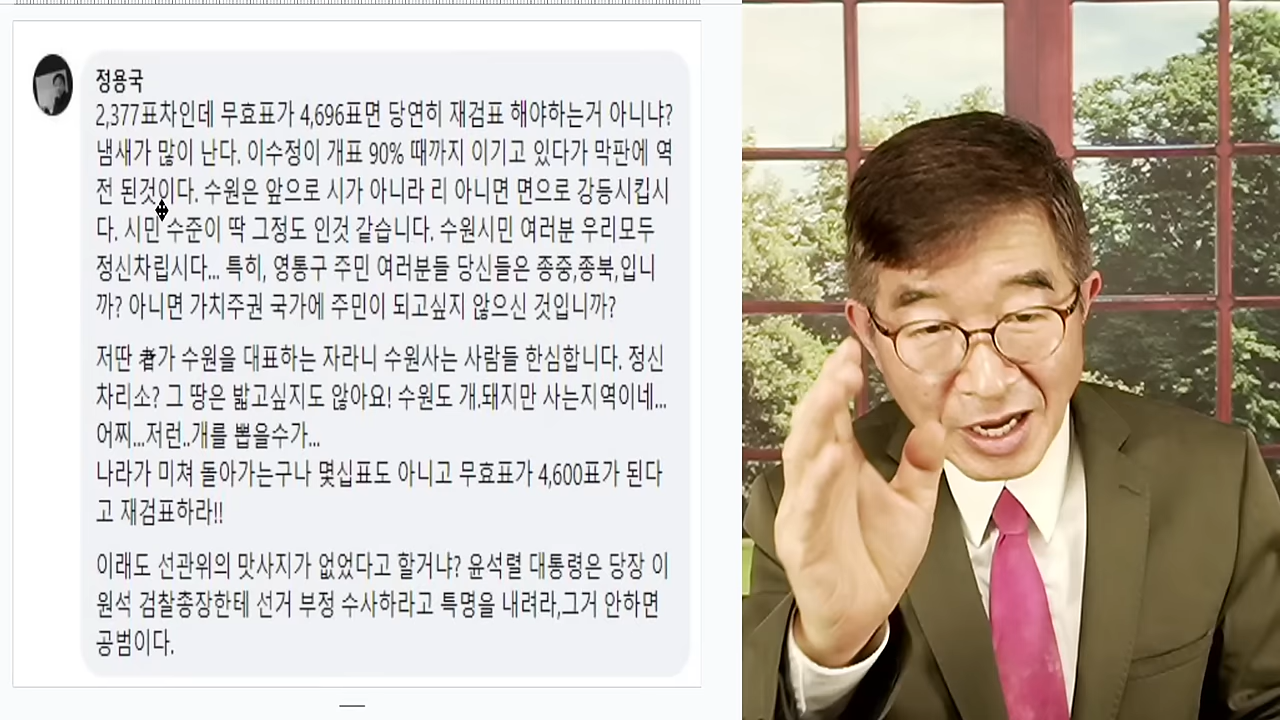 정용국
2,377표차인데 무효표가 4,696표면 당연히 재검표 해야하는거 아니냐?
냄새가 많이 난다. 이수정이 개표 90% 때까지 이기고 있다가 막판에 역
전 된것이다. 수원은 앞으로 시가 아니라 리 아니면 면으로 강등시킵시
다. 시민 수준이 딱 그정도 인것 같습니다. 수원시민 여러분 우리모두
정신차립시다... 특히, 영통구 주민 여러분들 당신들은 종중,종북,입니
까? 아니면 가치주권 국가에 주민이 되고싶지 않으신 것입니까?
저딴 者가 수원을 대표하는 자라니 수원사는 사람들 한심합니다. 정신
차리소? 그 땅은 밟고싶지도 않아요! 수원도 개.돼지만 사는지역이네...
어찌...저런..개를 뽑을수가...
나라가 미쳐 돌아가는구나 몇십표도 아니고 무효표가 4,600표가 된다
고 재검표하라!!
이래도 선관위의 맛사지가 없었다고 할거냐? 윤석렬 대통령은 당장 이
원석 검찰총장한테 선거 부정 수사하라고 특명을 내려라,그거 안하면
공범이다.